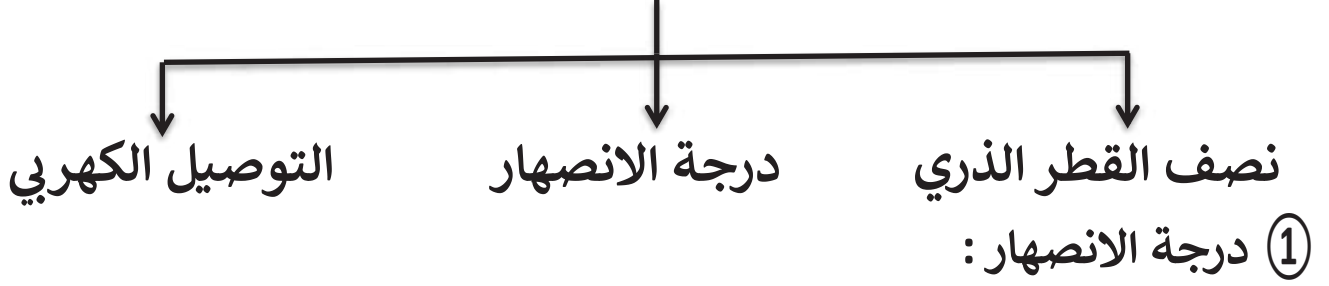 نصف القطر الذري درجة الانصهار التوصيل الكهربي
① درجة الانصهار :